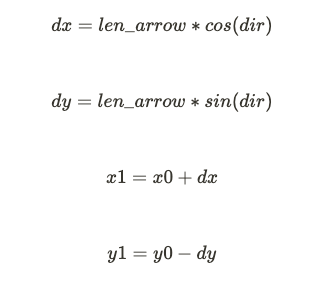 dx = len_arrow * cos(dir)
dy = len_arrow * sin(dir)
x1 = x0 + dx
y1 = y0 − dy